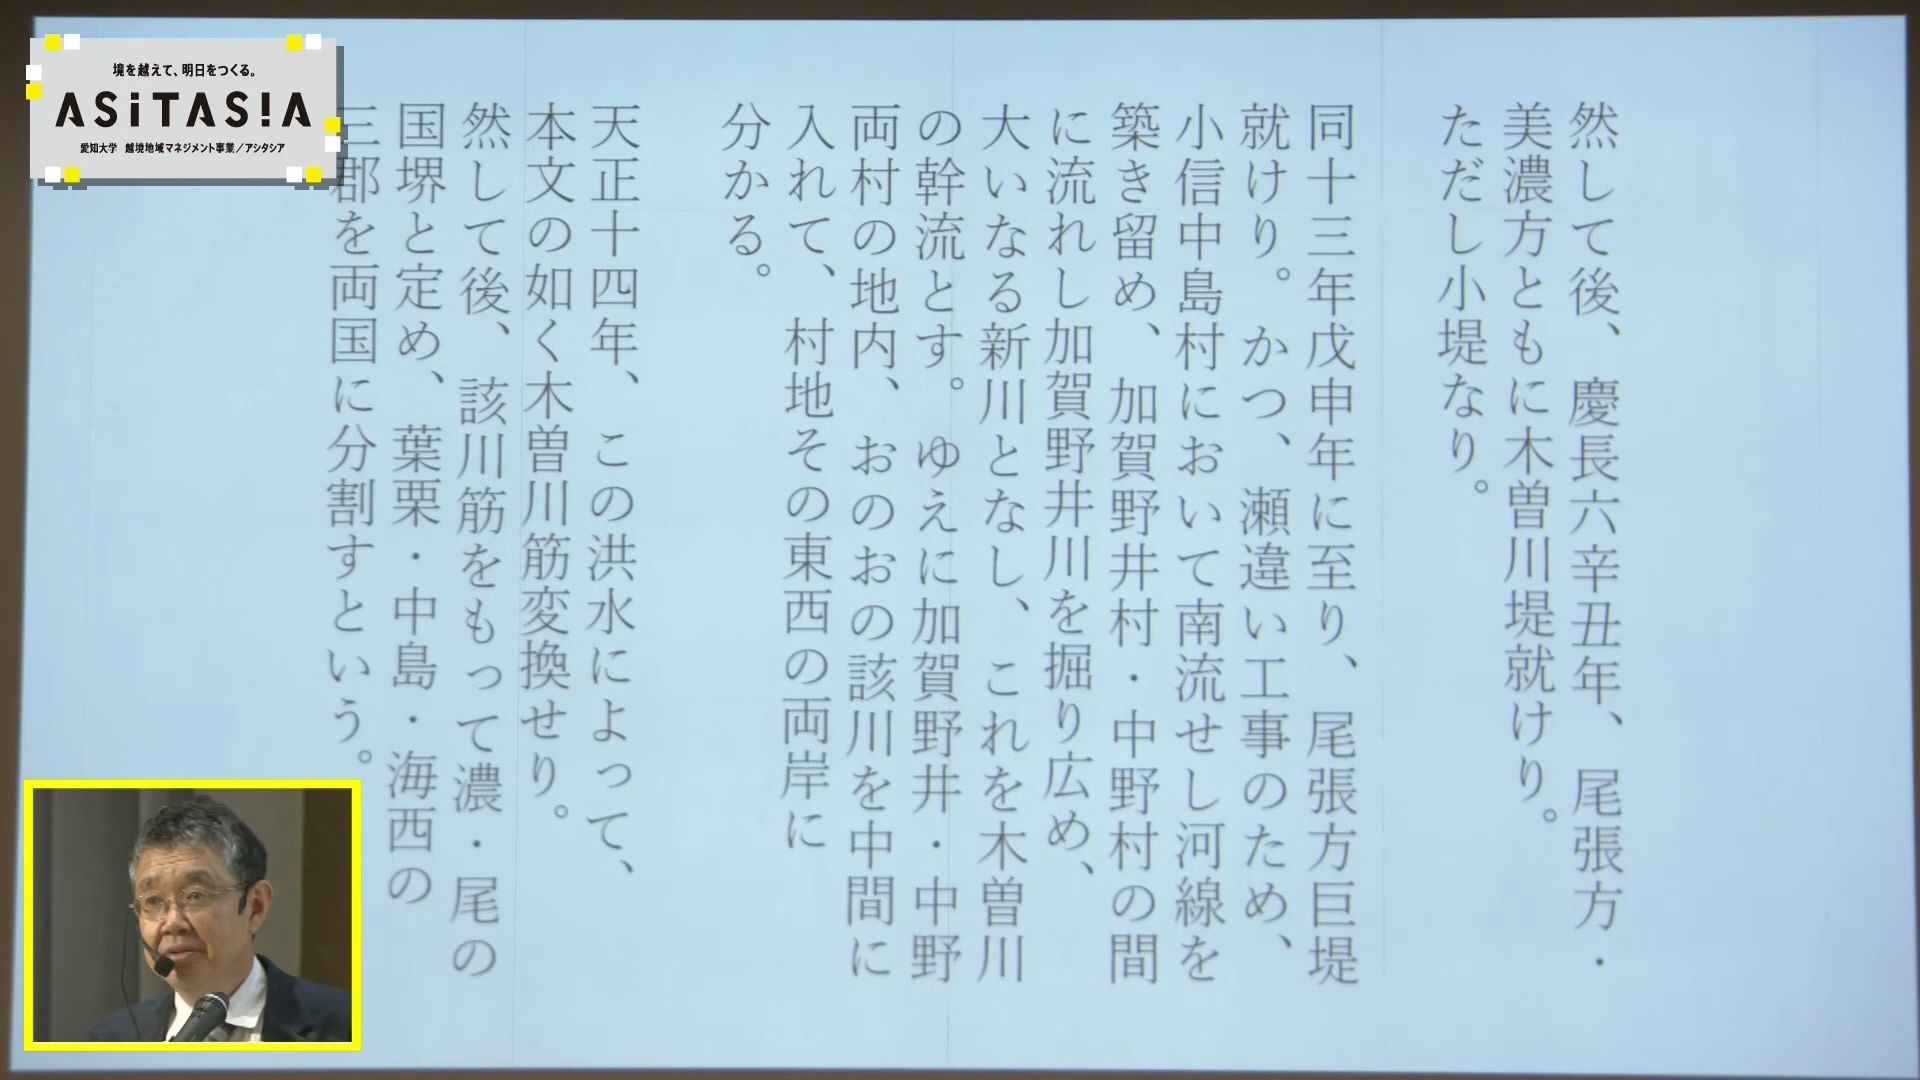 境を越えて、明日をつくる。
ASiTASiA
愛知大学 越境地域マネジメント事業/アシタシア
然して後、慶長六辛丑年、尾張方・
美濃方ともに木曽川堤就けり。
ただし小堤なり。
同十三年戊申年に至り、尾張方巨堤
就けり。かつ、瀬違い工事のため、
小信中島村において南流せし河線を
築き留め、加賀野井村・中野村の間
に流れし加賀野井川を掘り広め、
大いなる新川となし、これを木曽川
の幹流とす。ゆえに加賀野井・中野
両村の地内、おのおの該川を中間に
入れて、村地その東西の両岸に
分かる。
天正十四年、この洪水によって、
本文の如く木曽川筋変換せり。
然して後、該川筋をもって濃・尾の
国堺と定め、葉栗・中島・海西の
三郡を両国に分割すという。